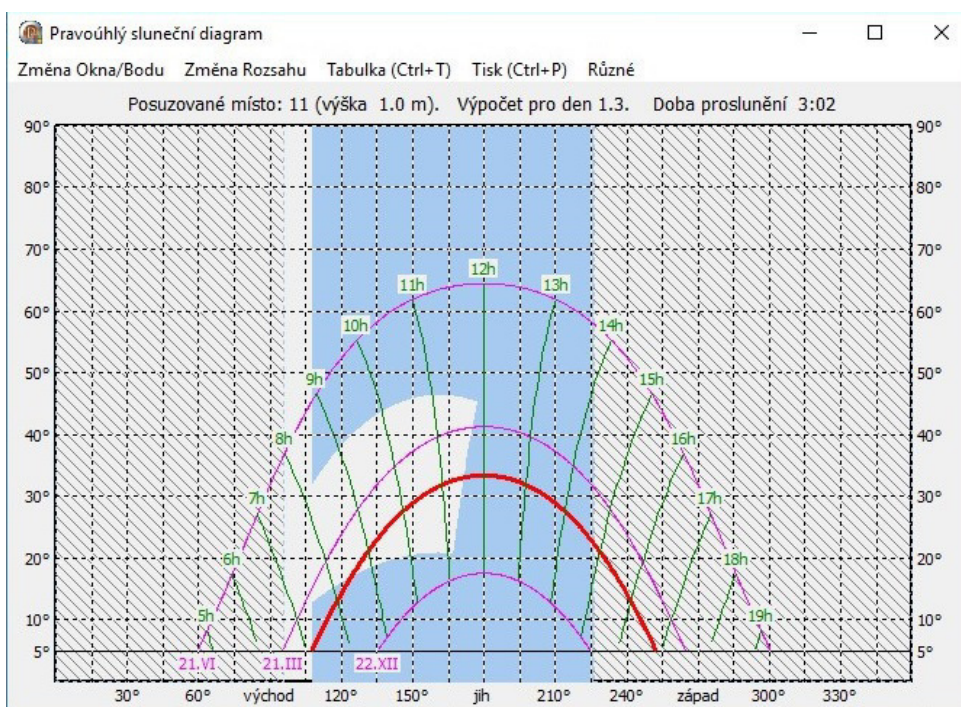 Pravoúhlý sluneční diagram
Změna Okna/Bodu Změna Rozsahu Tabulka (Ctrl+T) Tisk (Ctrl+P) Různé
Posuzované místo: 11 (výška 1.0 m). Výpočet pro den 1.3. Doba proslunění 3:02
90° 90°
80° 80°
70° 70°
12h
11h 13h
60° 60°
10h 14h
50° 50°
9h 15h
40° 40°
8h 16h
30° 30°
7h 17h
20° 20°
6h 18h
10° 10°
5h 19h
5° 5°
21.VI 21.III 22.XII
30° 60° východ 120° 150° jih 210° 240° západ 300° 330°